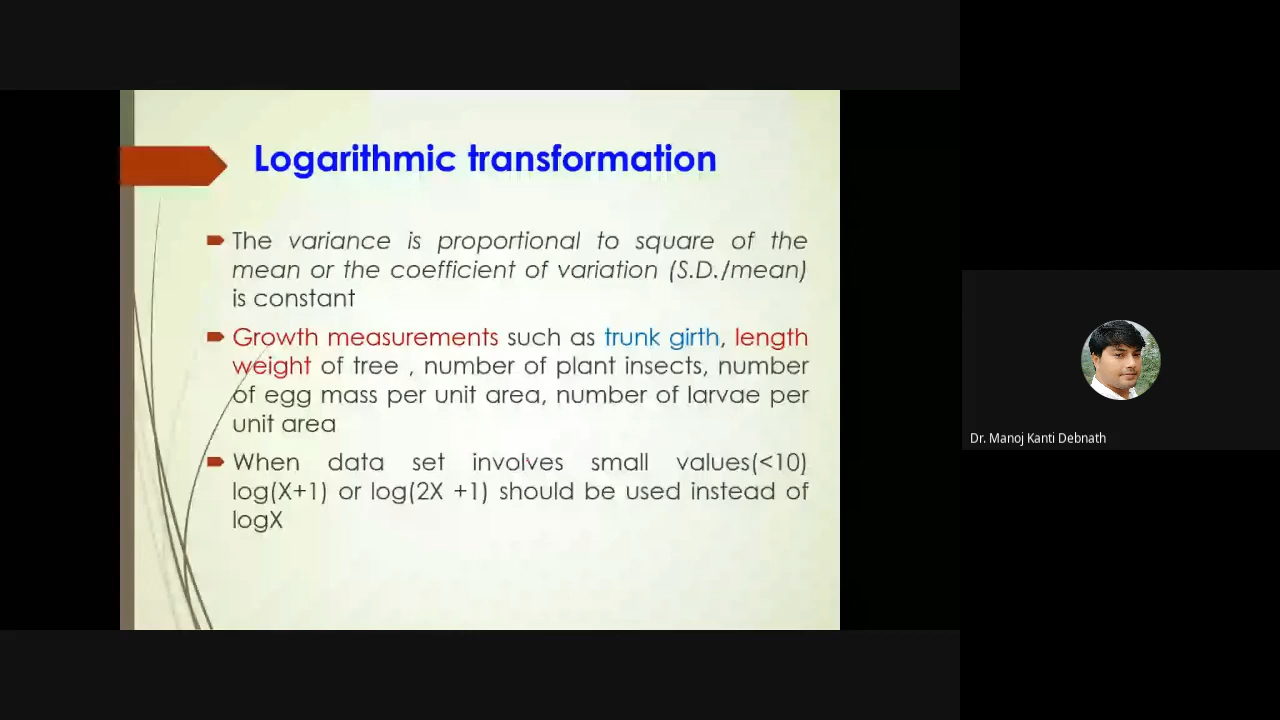 Logarithmic transformation
The variance is proportional to square of the
mean or the coefficient of variation (S.D./mean)
is constant
Growth measurements such as trunk girth, length
weight of tree , number of plant insects, number
of egg mass per unit area, number of larvae per
unit area
When data set involves small values(<10)
log(X+1) or log(2X +1) should be used instead of
logX
Dr. Manoj Kanti Debnath